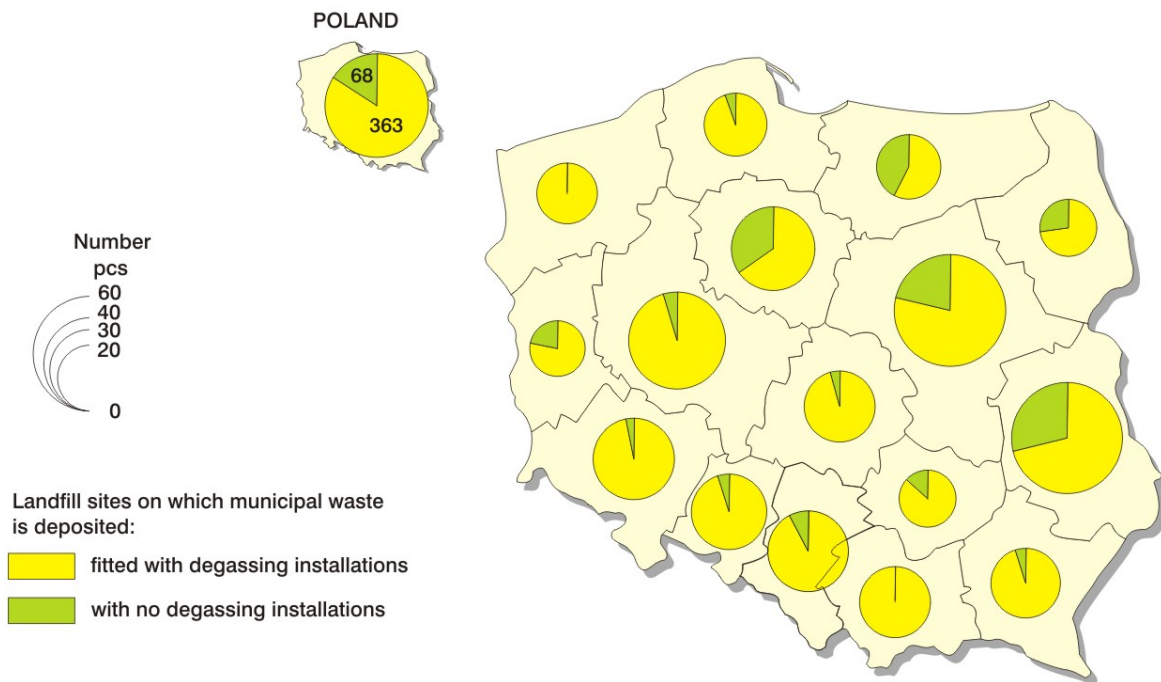 POLAND
68
363
Number
pcs
60
40
30
20
0
Landfill sites on which municipal waste
is deposited:
fitted with degassing installations
with no degassing installations